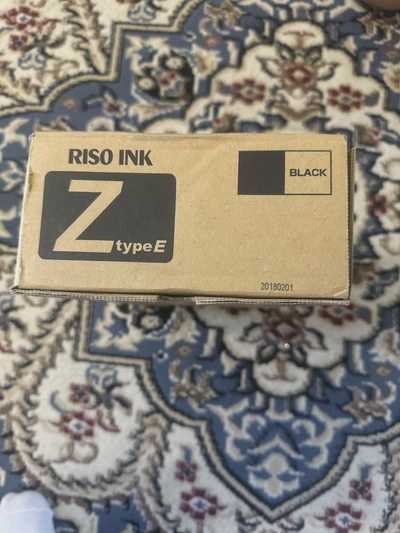 RISO INK
BLACK
Z type E
20180201